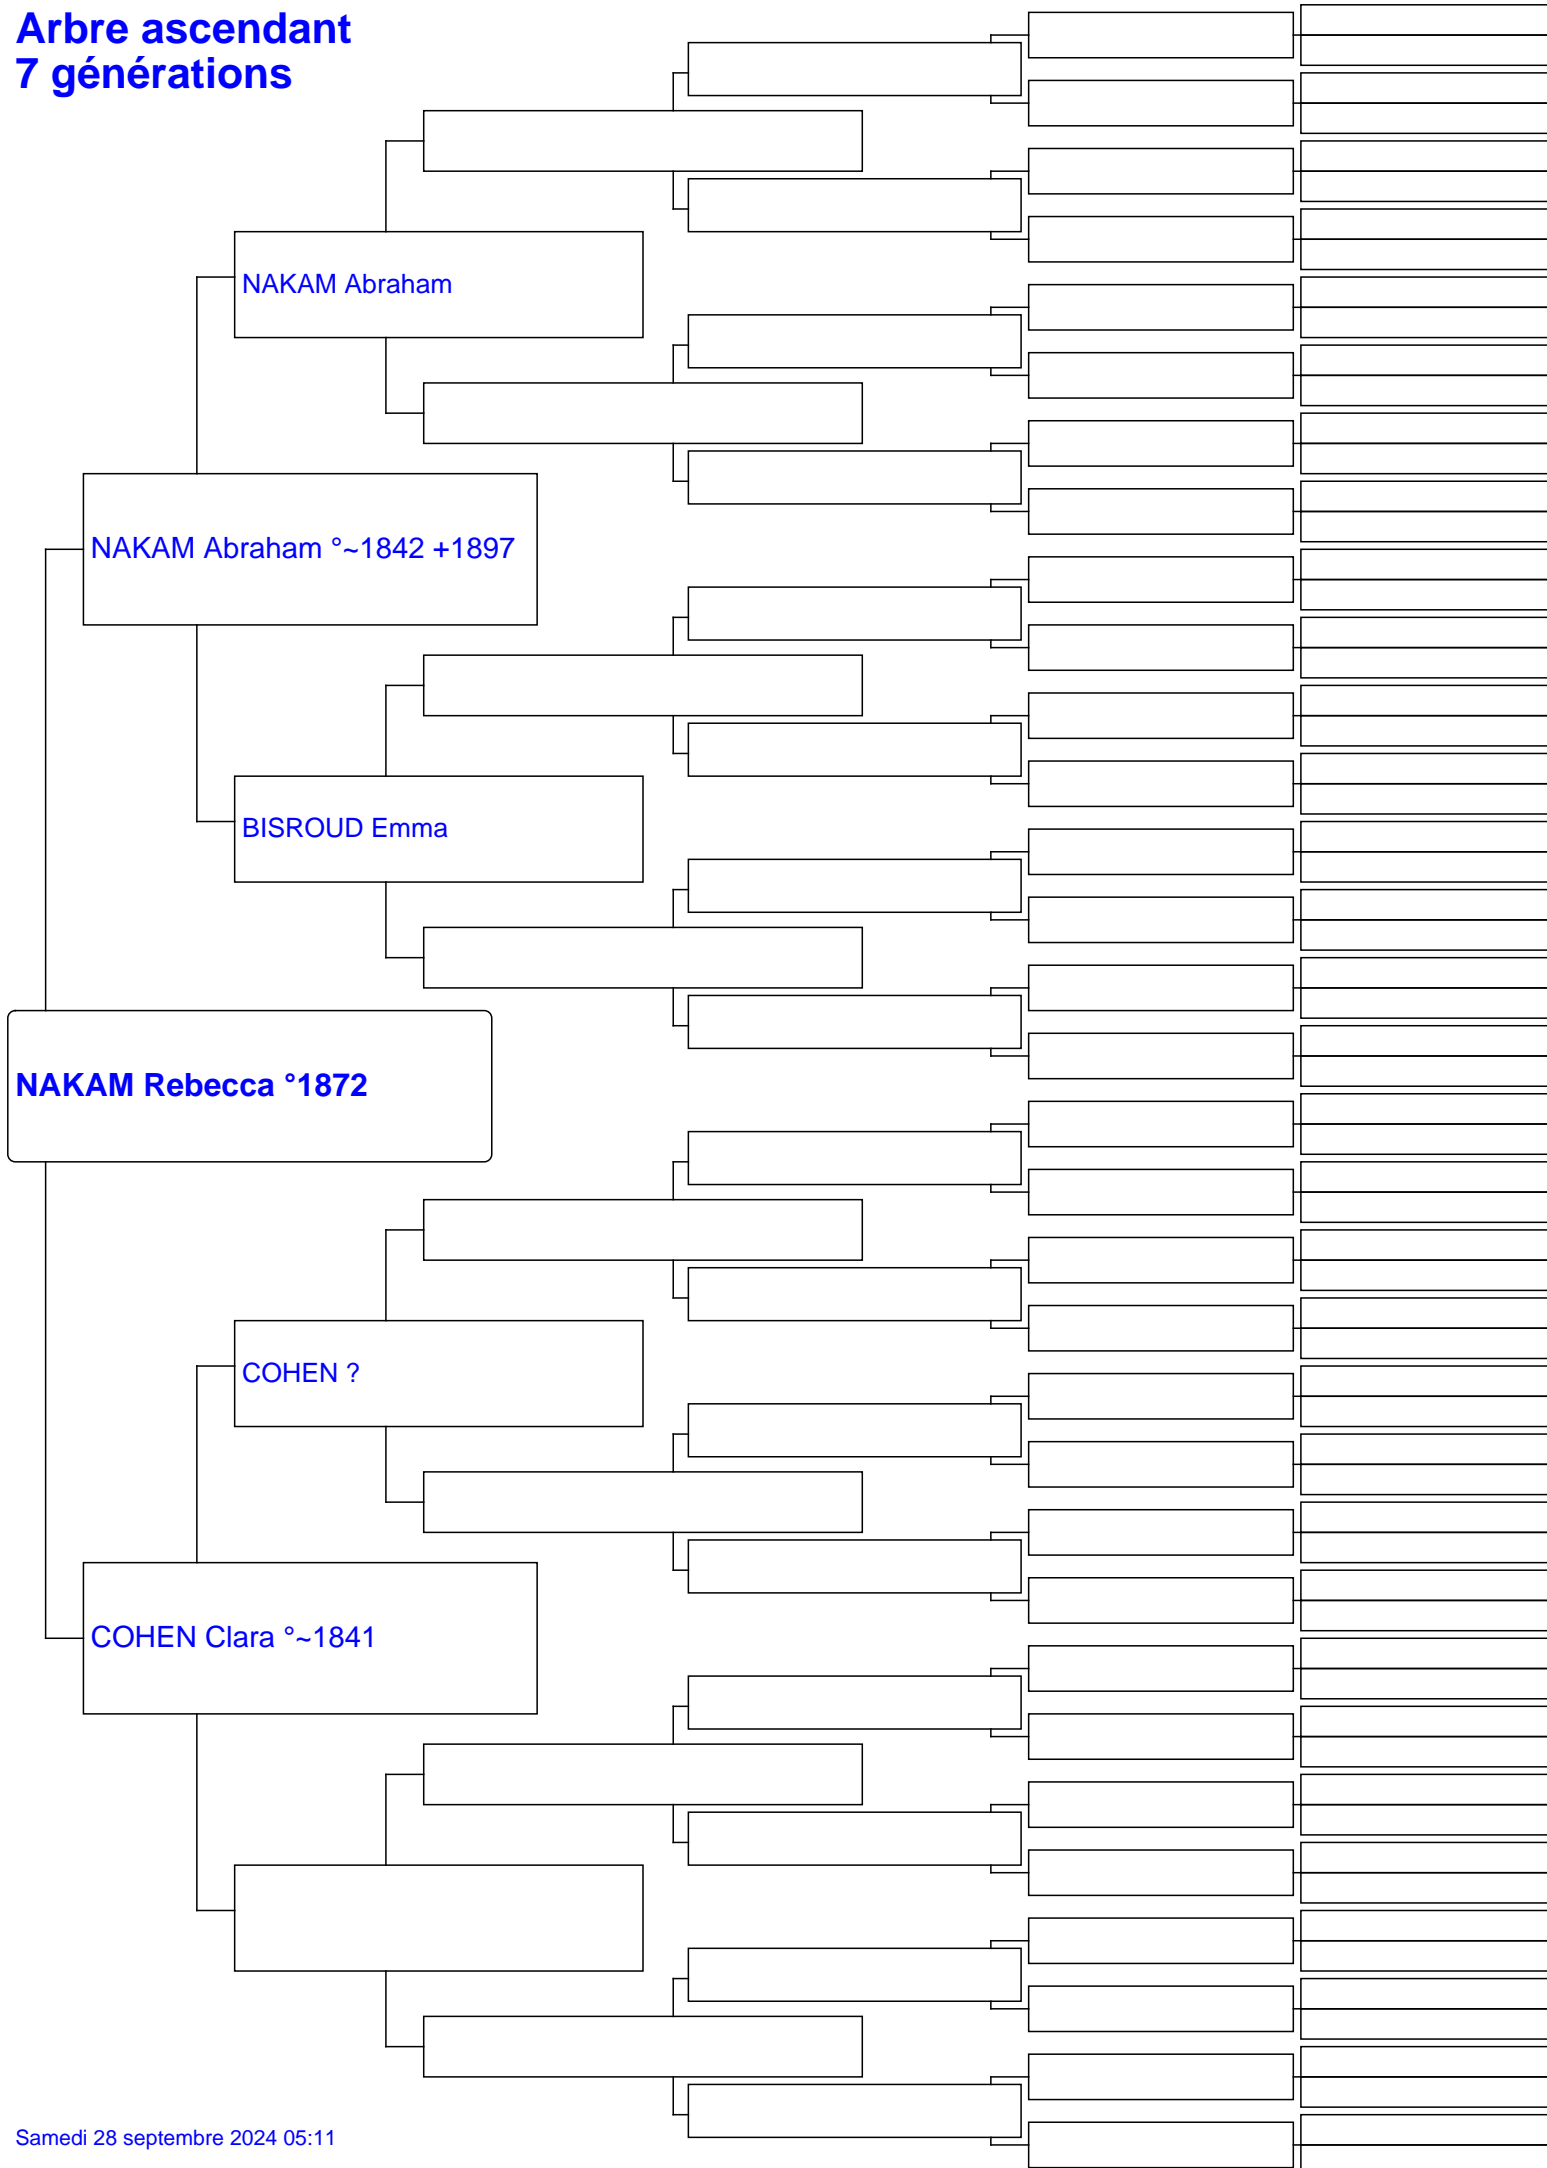 Arbre ascendant
7 générations
NAKAM Abraham
NAKAM Abraham °~1842 +1897
BISROUD Emma
NAKAM Rebecca °1872
COHEN ?
COHEN Clara °~1841
Samedi 28 septembre 2024 05:11